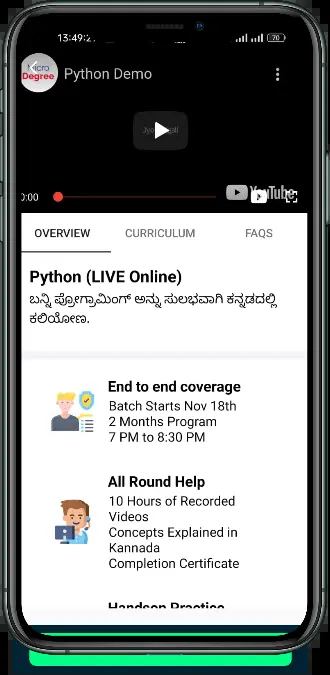 13:49:2
70
Micro
Degree
Python Demo
0:00
YouTube
OVERVIEW CURRICULUM FAQS
Python (LIVE Online)
ಬನ್ನಿ ಪ್ರೋಗ್ರಾಮಿಂಗ್ ಅನ್ನು ಸುಲಭವಾಗಿ ಕನ್ನಡದಲ್ಲಿ
ಕಲಿಯೋಣ.
End to end coverage
Batch Starts Nov 18th
2 Months Program
7 PM to 8:30 PM
All Round Help
10 Hours of Recorded
Videos
Concepts Explained in
Kannada
Completion Certificate
Handson Practice